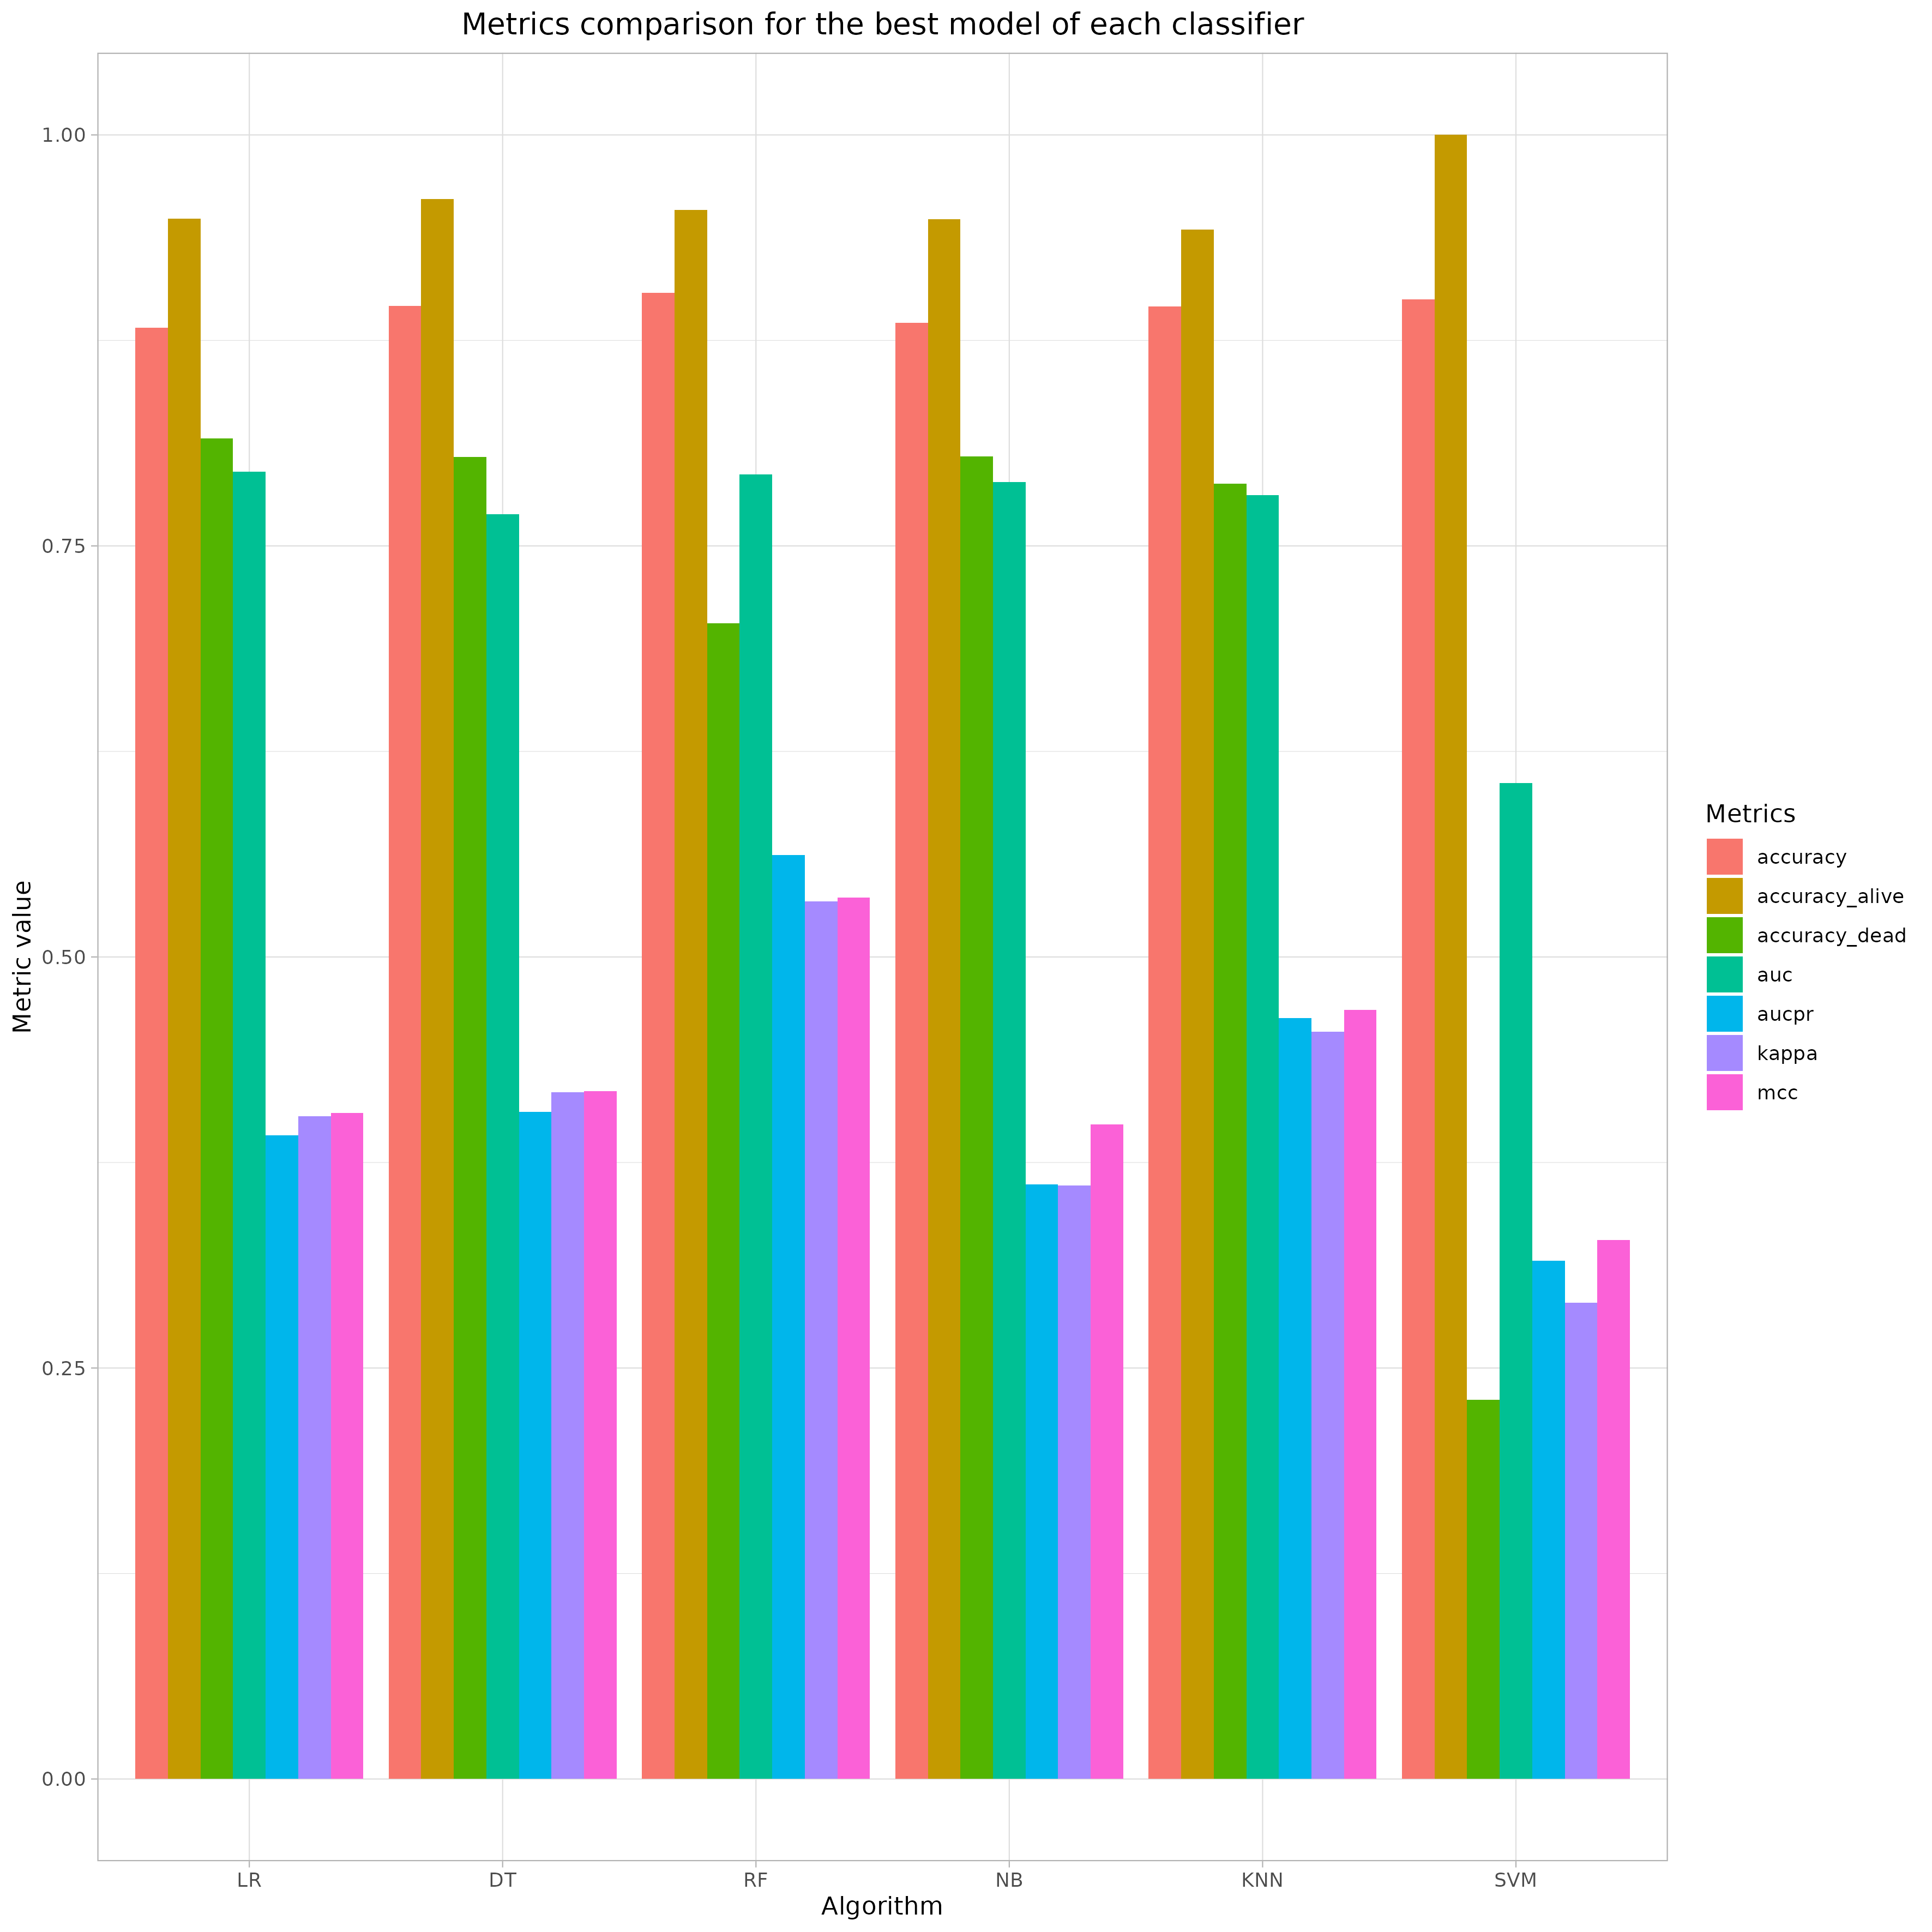 Metrics comparison for the best model of each classifier
1.00
0.75
0.50
0.25
0.00
Metric value
LR DT RF NB KNN SVM
Algorithm
Metrics
accuracy
accuracy_alive
accuracy_dead
auc
aucpr
kappa
mcc